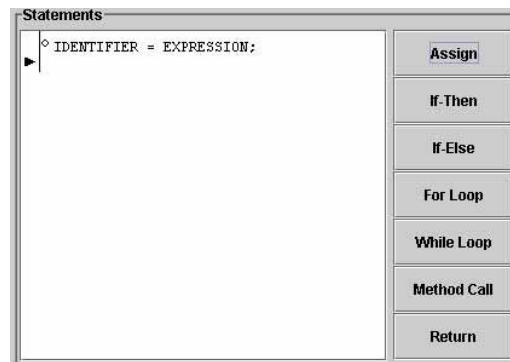 Statements
IDENTIFIER = EXPRESSION;
Assign
If-Then
If-Else
For Loop
While Loop
Method Call
Return